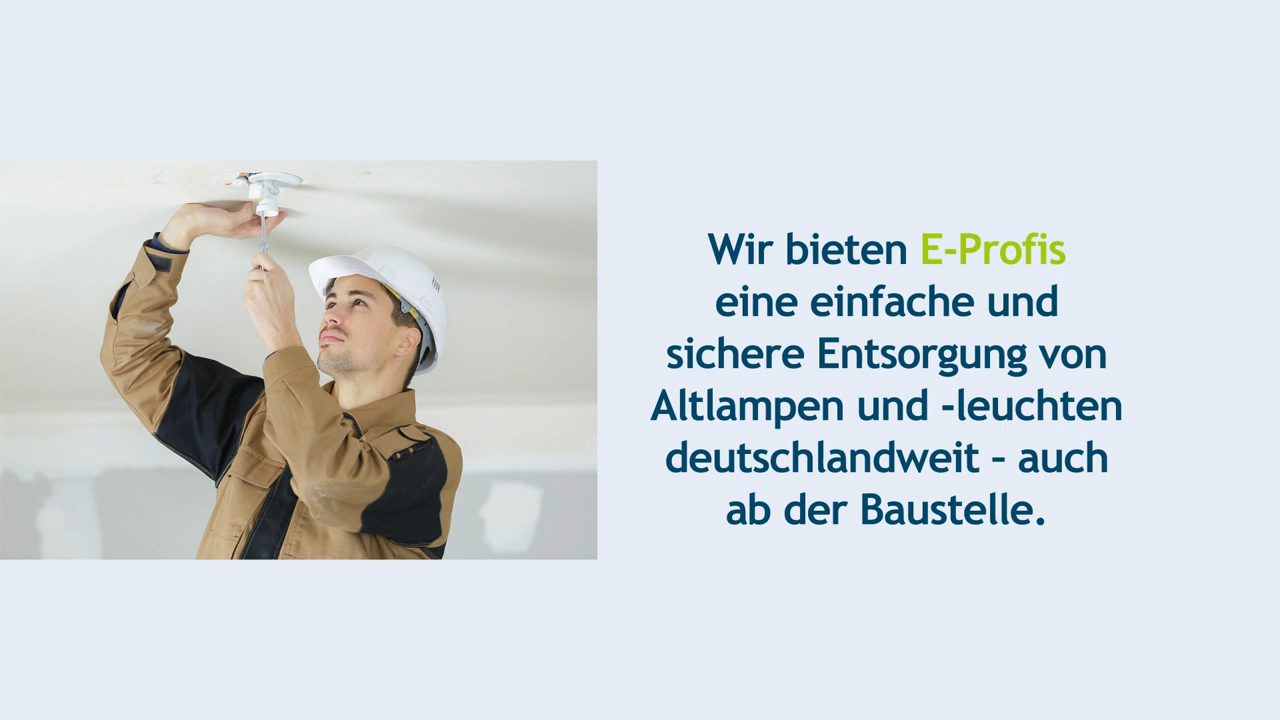 Wir bieten E-Profis
eine einfache und
sichere Entsorgung von
Altlampen und -leuchten
deutschlandweit – auch
ab der Baustelle.